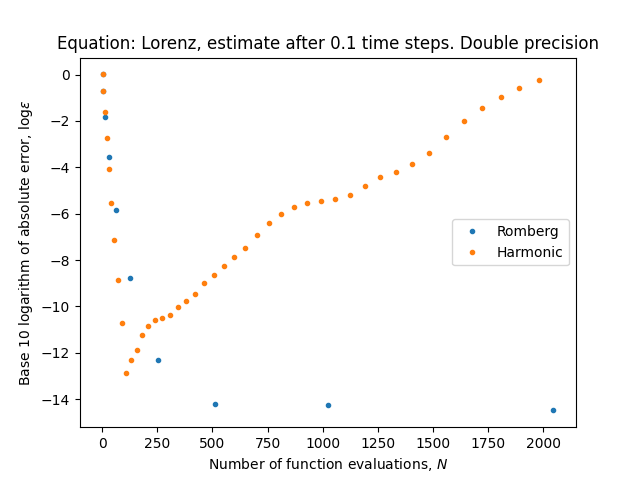 Equation: Lorenz, estimate after 0.1 time steps. Double precision
Base 10 logarithm of absolute error, logε
0
−2
−4
−6
−8
−10
−12
−14
Romberg
Harmonic
0 250 500 750 1000 1250 1500 1750 2000
Number of function evaluations, N